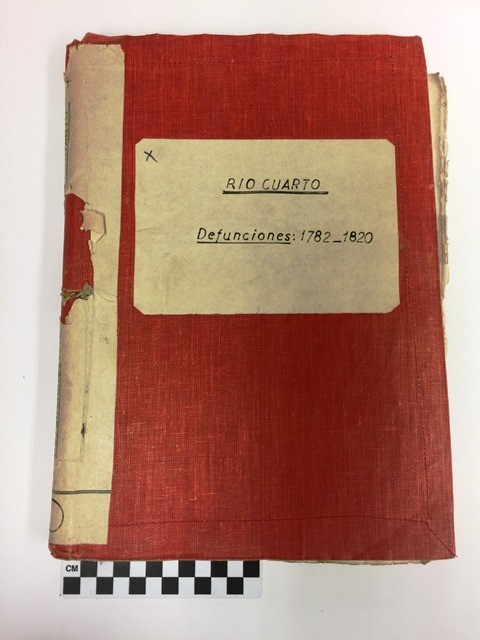 X
RIO CUARTO
Defunciones: 1782_1820
CM